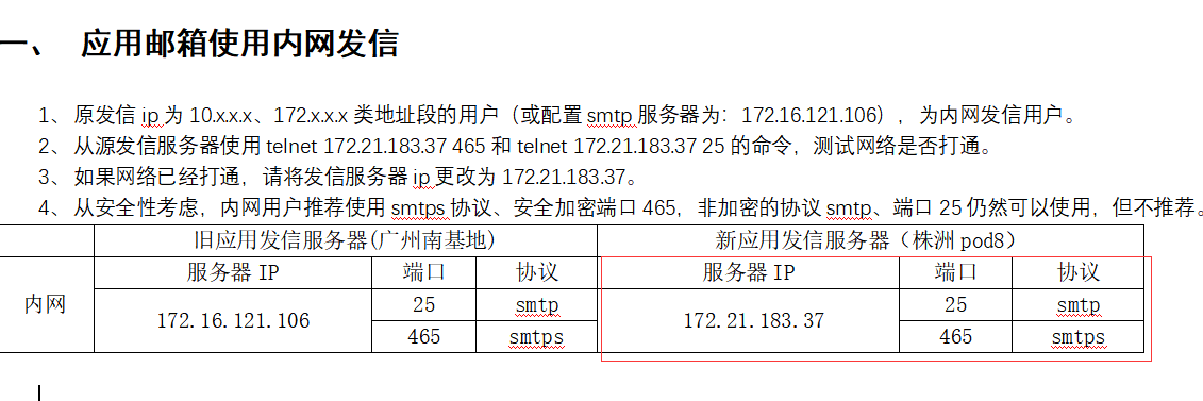 一、 应用邮箱使用内网发信
1、 原发信 ip 为 10.x.x.x、172.x.x.x 类地址段的用户（或配置 smtp 服务器为：172.16.121.106），为内网发信用户。
2、 从源发信服务器使用 telnet 172.21.183.37 465 和 telnet 172.21.183.37 25 的命令，测试网络是否打通。
3、 如果网络已经打通，请将发信服务器 ip 更改为 172.21.183.37。
4、 从安全性考虑，内网用户推荐使用 smtps 协议、安全加密端口 465，非加密的协议 smtp、端口 25 仍然可以使用，但不推荐。
旧应用发信服务器(广州南基地) 新应用发信服务器（株洲 pod8）
服务器 IP 端口 协议 服务器 IP 端口 协议
内网 172.16.121.106 25 smtp 172.21.183.37 25 smtp
465 smtps 465 smtps